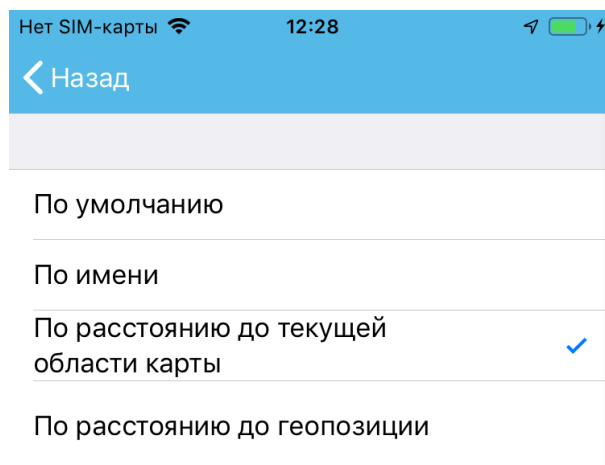 Нет SIM-карты 12:28
Назад
По умолчанию
По имени
По расстоянию до текущей
области карты
По расстоянию до геопозиции